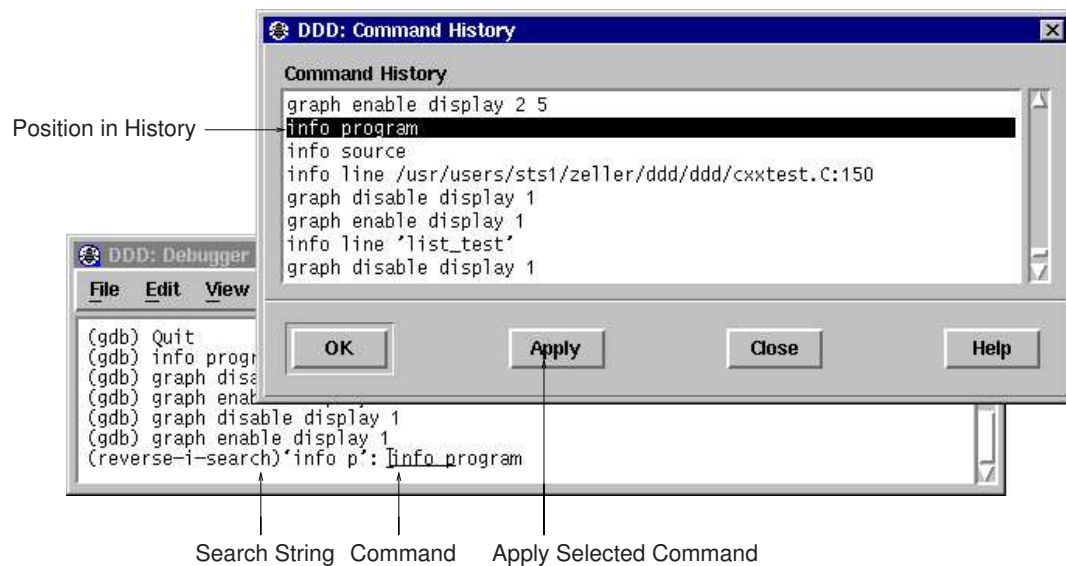 DDD: Command History
Command History
graph enable display 2 5
Position in History
info program
info source
info line /usr/users/sts1/zeller/ddd/ddd/cxxtest.C:150
graph disable display 1
graph enable display 1
info line 'list_test'
graph disable display 1
DDD: Debugger
File Edit View
OK Apply Close Help
(gdb) Quit
(gdb) info progr
(gdb) graph disa
(gdb) graph enab
(gdb) graph disable display 1
(gdb) graph enable display 1
(reverse-i-search)‘info p’: info program
Search String Command Apply Selected Command